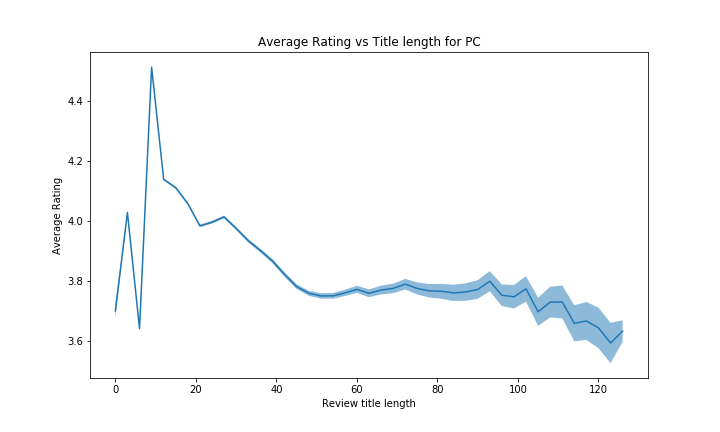 Average Rating vs Title length for PC
Average Rating
4.4
4.2
4.0
3.8
3.6
0 20 40 60 80 100 120
Review title length